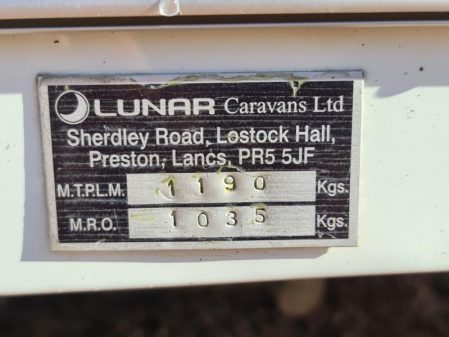 LUNAR Caravans Ltd
Sherdley Road, Lostock Hall,
Preston, Lancs, PR5 5JF
M.T.P.L.M. 1190 Kgs.
M.R.O. 1035 Kgs.